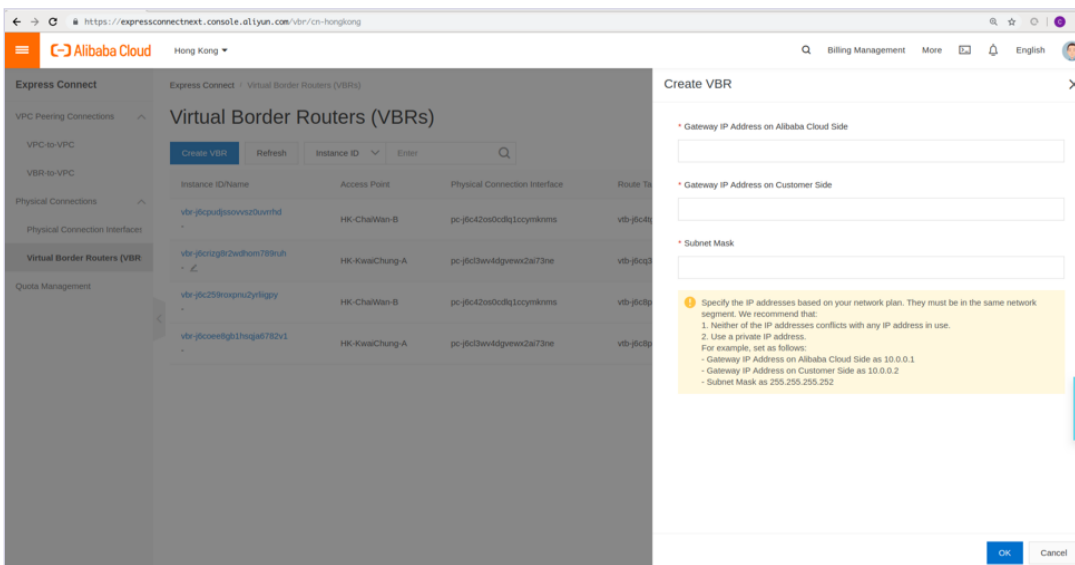 https://expressconnectnext.console.aliyun.com/vbr/cn-hongkong
Alibaba Cloud
Hong Kong
Billing Management
More
English
Express Connect
VPC Peering Connections
VPC-to-VPC
VBR-to-VPC
Physical Connections
Physical Connection Interfaces
Virtual Border Routers (VBR
Quota Management
Express Connect / Virtual Border Routers (VBRs)
Virtual Border Routers (VBRs)
Create VBR
Refresh
Instance ID
Enter
Instance ID/Name Access Point Physical Connection Interface Route Ta
HK-ChaiWan-B pc-j6c42os0cdlq1ccymknms
-
HK-KwaiChung-A pc-j6cl3wv4dgvewx2ai73ne
-
HK-ChaiWan-B pc-j6c42os0cdlq1ccymknms
-
HK-KwaiChung-A pc-j6cl3wv4dgvewx2ai73ne
-
Create VBR
* Gateway IP Address on Alibaba Cloud Side
* Gateway IP Address on Customer Side
* Subnet Mask
Specify the IP addresses based on your network plan. They must be in the same network
segment. We recommend that:
1. Neither of the IP addresses conflicts with any IP address in use.
2. Use a private IP address.
For example, set as follows:
- Gateway IP Address on Alibaba Cloud Side as 10.0.0.1
- Gateway IP Address on Customer Side as 10.0.0.2
- Subnet Mask as 255.255.255.252
OK
Cancel